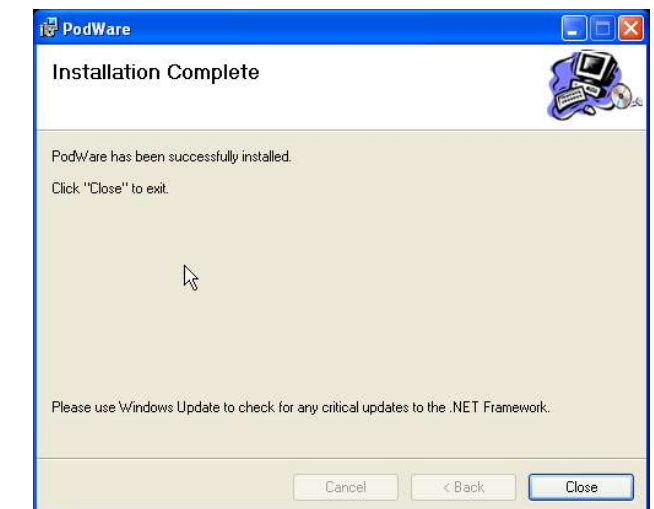 PodWare
Installation Complete
PodWare has been successfully installed.
Click "Close" to exit.
Please use Windows Update to check for any critical updates to the .NET Framework.
Cancel
< Back
Close